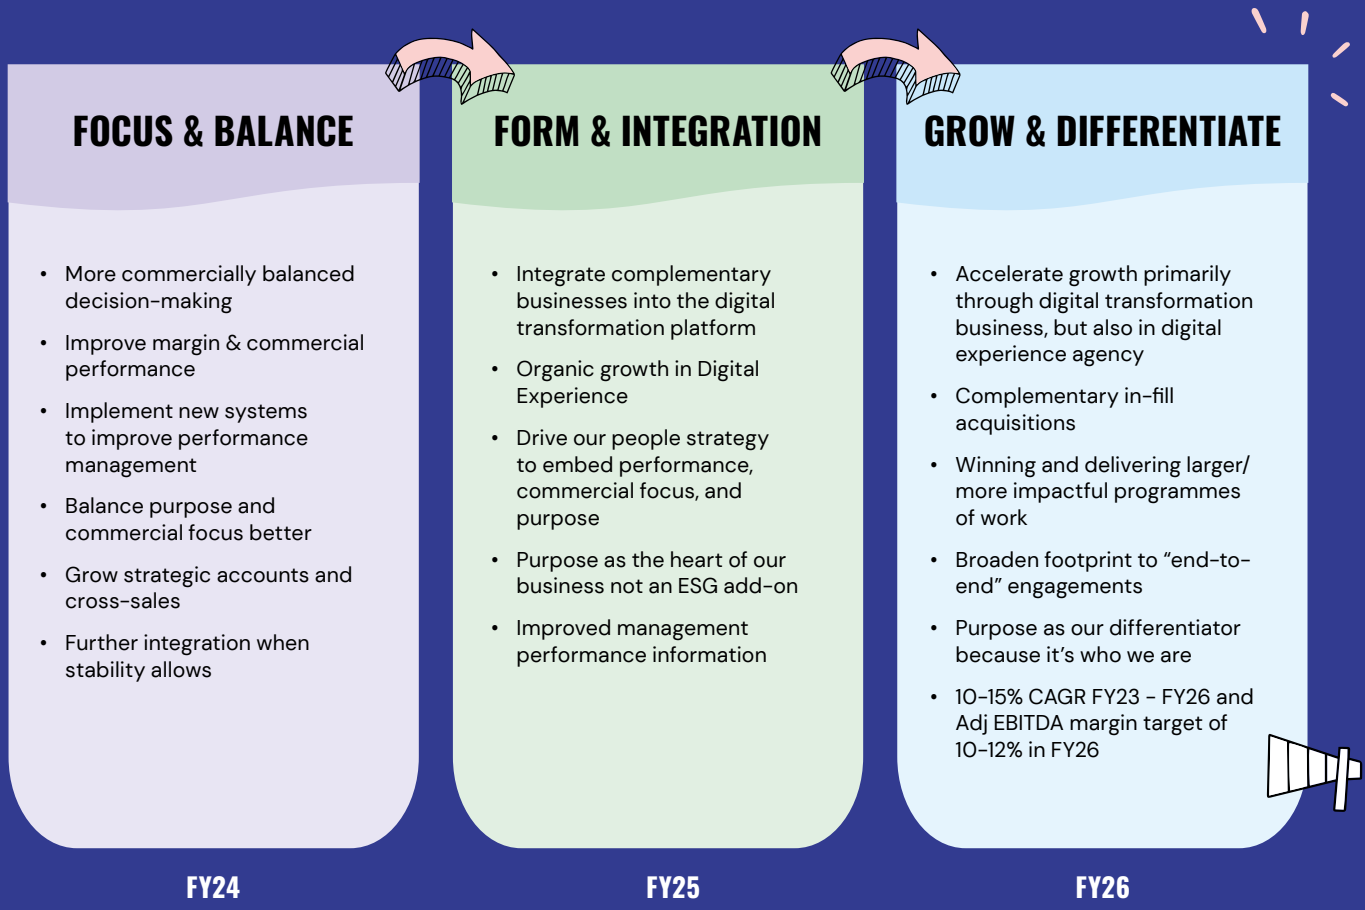 FOCUS & BALANCE
• More commercially balanced
decision-making
• Improve margin & commercial
performance
• Implement new systems
to improve performance
management
• Balance purpose and
commercial focus better
• Grow strategic accounts and
cross-sales
• Further integration when
stability allows
FY24
FORM & INTEGRATION
• Integrate complementary
businesses into the digital
transformation platform
• Organic growth in Digital
Experience
• Drive our people strategy
to embed performance,
commercial focus, and
purpose
• Purpose as the heart of our
business not an ESG add-on
• Improved management
performance information
FY25
GROW & DIFFERENTIATE
• Accelerate growth primarily
through digital transformation
business, but also in digital
experience agency
• Complementary in-fill
acquisitions
• Winning and delivering larger/
more impactful programmes
of work
• Broaden footprint to “end-to-
end” engagements
• Purpose as our differentiator
because it’s who we are
• 10-15% CAGR FY23 - FY26 and
Adj EBITDA margin target of
10-12% in FY26
FY26